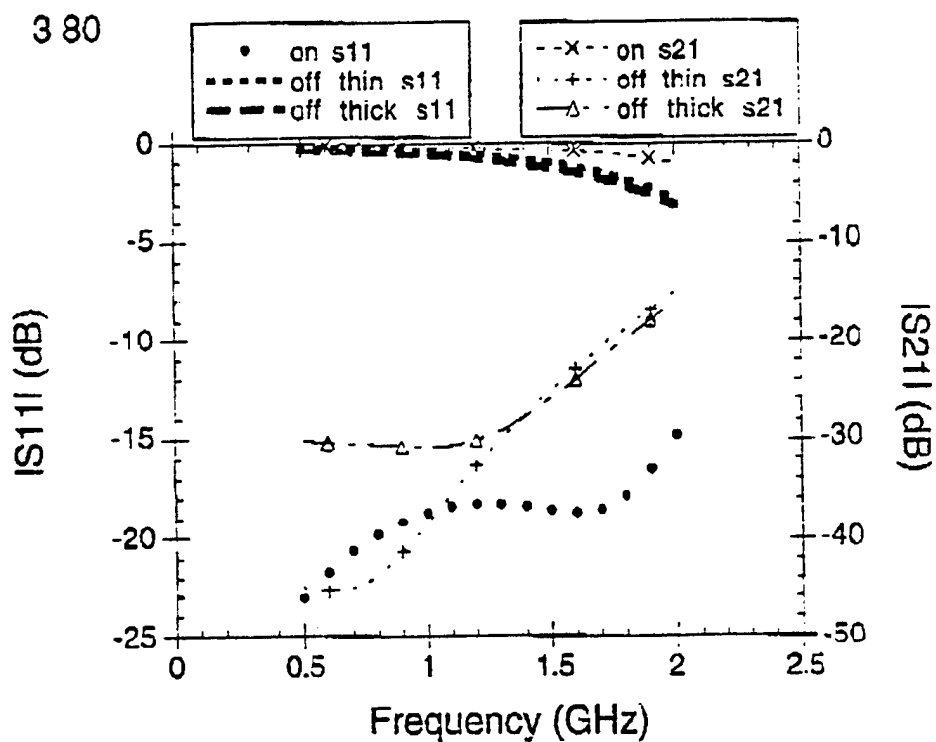 3 80
on s11
off thin s11
off thick s11
on s21
off thin s21
off thick s21
0
-5
-10
-15
-20
-25
|S11| (dB)
0
-10
-20
-30
-40
-50
|S21| (dB)
0
0.5
1
1.5
2
2.5
Frequency (GHz)